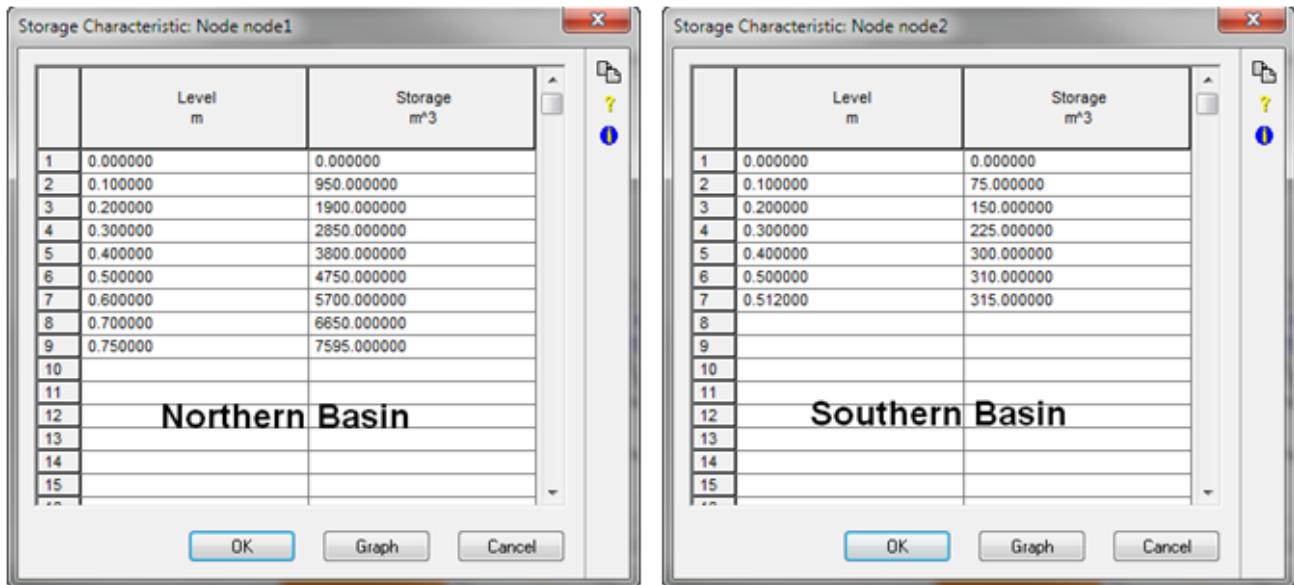 Storage Characteristic: Node node1
Level
m
Storage
m^3
1 0.000000 0.000000
2 0.100000 950.000000
3 0.200000 1900.000000
4 0.300000 2850.000000
5 0.400000 3800.000000
6 0.500000 4750.000000
7 0.600000 5700.000000
8 0.700000 6650.000000
9 0.750000 7595.000000
10
11
12
13
14
15
Northern Basin
OK Graph Cancel
Storage Characteristic: Node node2
Level
m
Storage
m^3
1 0.000000 0.000000
2 0.100000 75.000000
3 0.200000 150.000000
4 0.300000 225.000000
5 0.400000 300.000000
6 0.500000 310.000000
7 0.512000 315.000000
8
9
10
11
12
13
14
15
Southern Basin
OK Graph Cancel